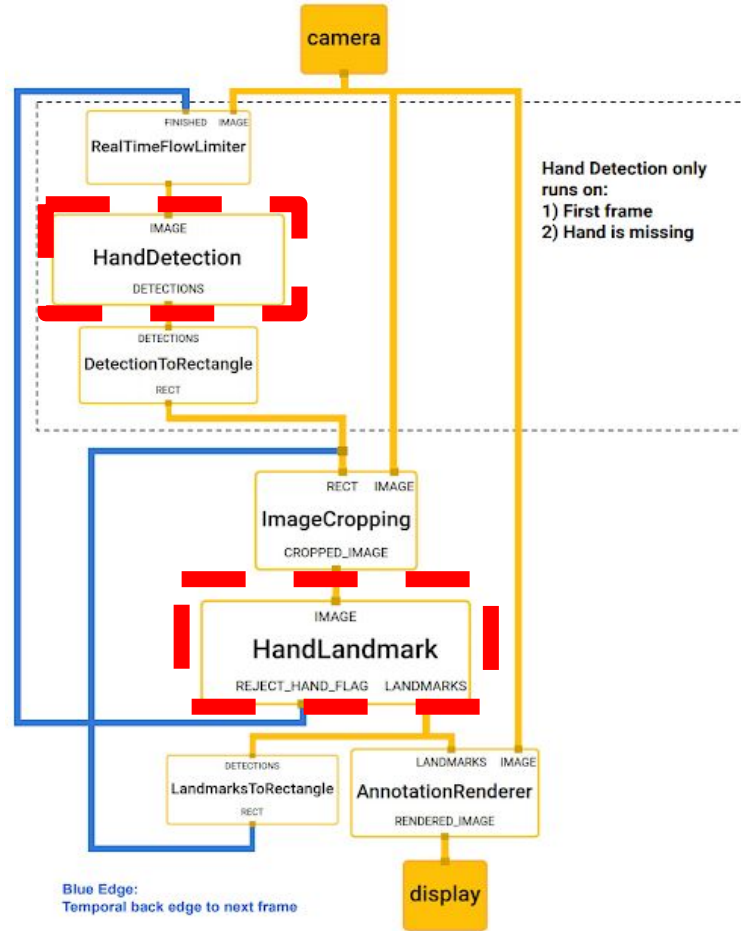 camera
FINISHED IMAGE
RealTimeFlowLimiter
Hand Detection only
runs on:
1) First frame
2) Hand is missing
IMAGE
HandDetection
DETECTIONS
DETECTIONS
DetectionToRectangle
RECT
RECT IMAGE
ImageCropping
CROPPED_IMAGE
IMAGE
HandLandmark
REJECT_HAND_FLAG LANDMARKS
DETECTIONS
LandmarksToRectangle
RECT
LANDMARKS IMAGE
AnnotationRenderer
RENDERED_IMAGE
display
Blue Edge:
Temporal back edge to next frame